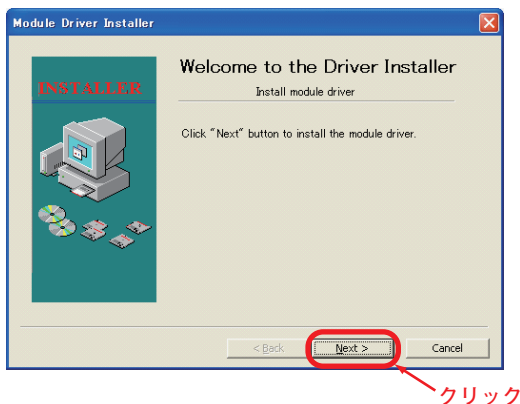 Module Driver Installer
INSTALLER
Welcome to the Driver Installer
Install module driver
Click "Next" button to install the module driver.
< Back
Next >
Cancel
クリック